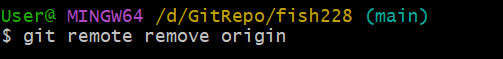 User@ MINGW64 /d/GitRepo/fish228 (main)
$ git remote remove origin